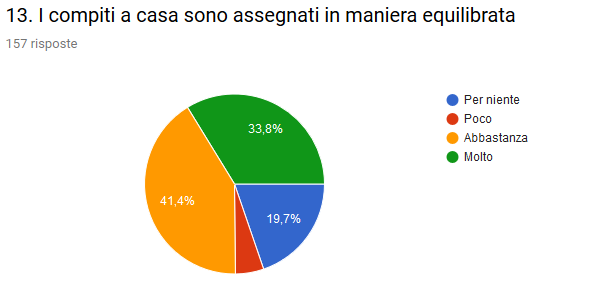 13. I compiti a casa sono assegnati in maniera equilibrata
157 risposte
Per niente
Poco
Abbastanza
Molto
33,8%
41,4%
19,7%